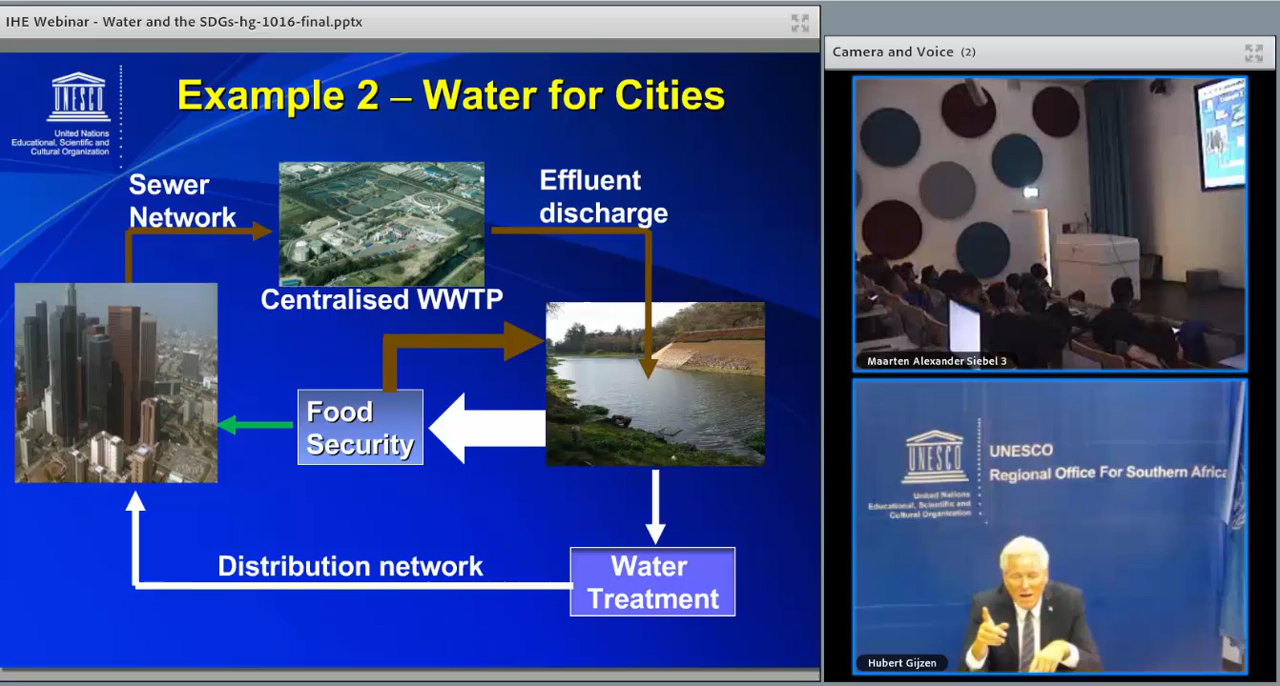 IHE Webinar - Water and the SDGs-hg-1016-final.pptx
UNESCO
United Nations
Educational, Scientific and
Cultural Organization
Example 2 – Water for Cities
Sewer
Network
Effluent
discharge
Centralised WWTP
Food
Security
Distribution network
Water
Treatment
Camera and Voice (2)
Maarten Alexander Siebel 3
UNESCO
United Nations
Educational, Scientific and
Cultural Organization
UNESCO
Regional Office For Southern Africa
Hubert Gijzen